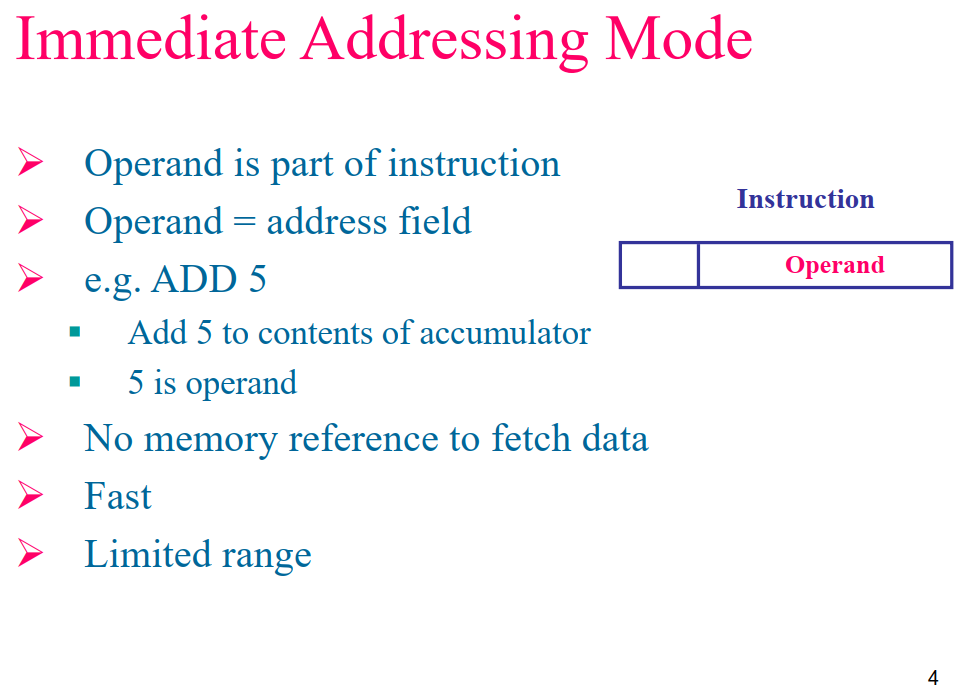 Immediate Addressing Mode
Operand is part of instruction
Operand = address field
e.g. ADD 5
Add 5 to contents of accumulator
5 is operand
No memory reference to fetch data
Fast
Limited range
Instruction
Operand
4